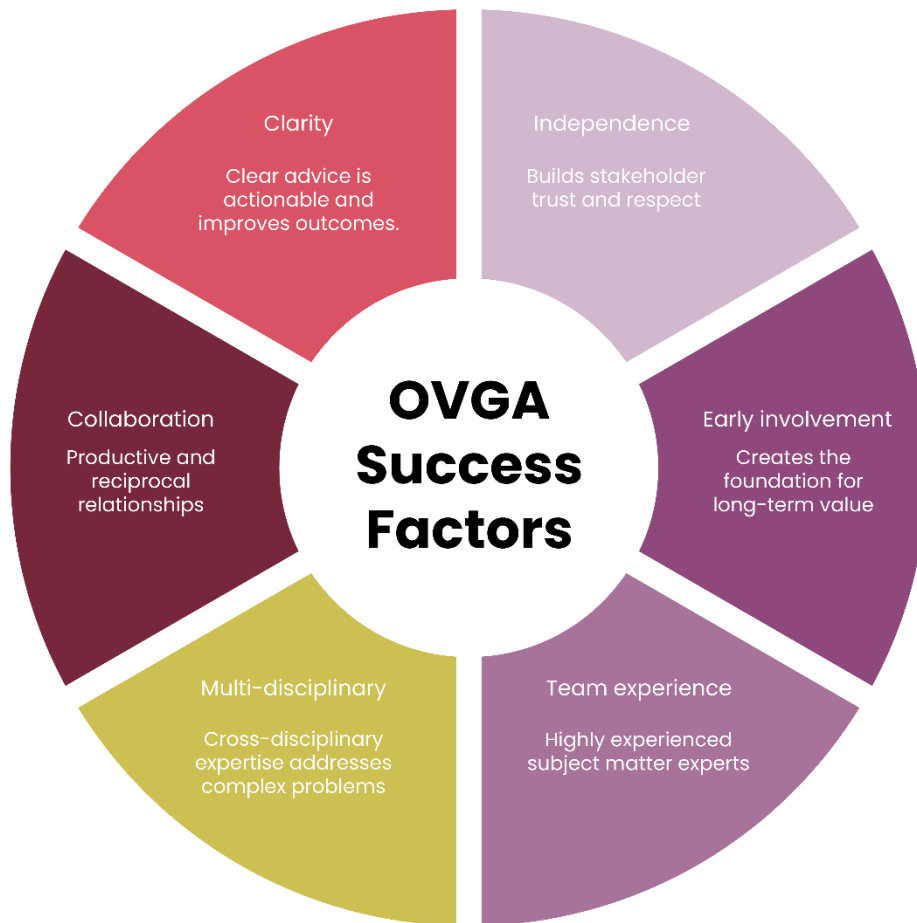 Clarity
Clear advice is
actionable and
improves outcomes.
Independence
Builds stakeholder
trust and respect
Collaboration
Productive and
reciprocal
relationships
OVGA
Success
Factors
Early involvement
Creates the
foundation for
long-term value
Multi-disciplinary
Cross-disciplinary
expertise addresses
complex problems
Team experience
Highly experienced
subject matter experts